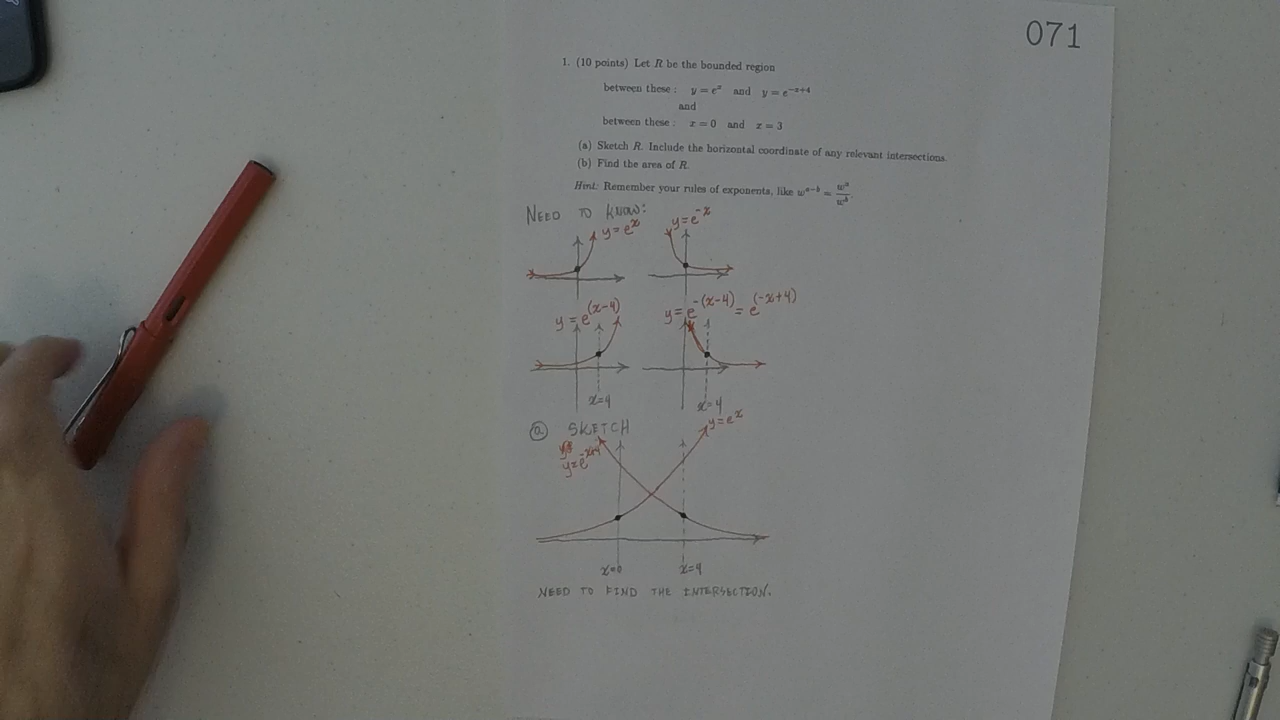 071
1. (10 points) Let R be the bounded region
between these : y = e^x and y = e^{-x+4}
and
between these : x = 0 and x = 3
(a) Sketch R. Include the horizontal coordinate of any relevant intersections.
(b) Find the area of R.
Hint: Remember your rules of exponents, like w^{a-b} = w^a/w^b.
NEED TO KNOW:
y=e^x y=e^{-x}
y=e^{(x-4)} y=e^{-(x-4)}=e^{(-x+4)}
x=4 x=4
ⓐ SKETCH y=e^x
y=e^{-x+4}
x=0 x=4
NEED TO FIND THE INTERSECTION.